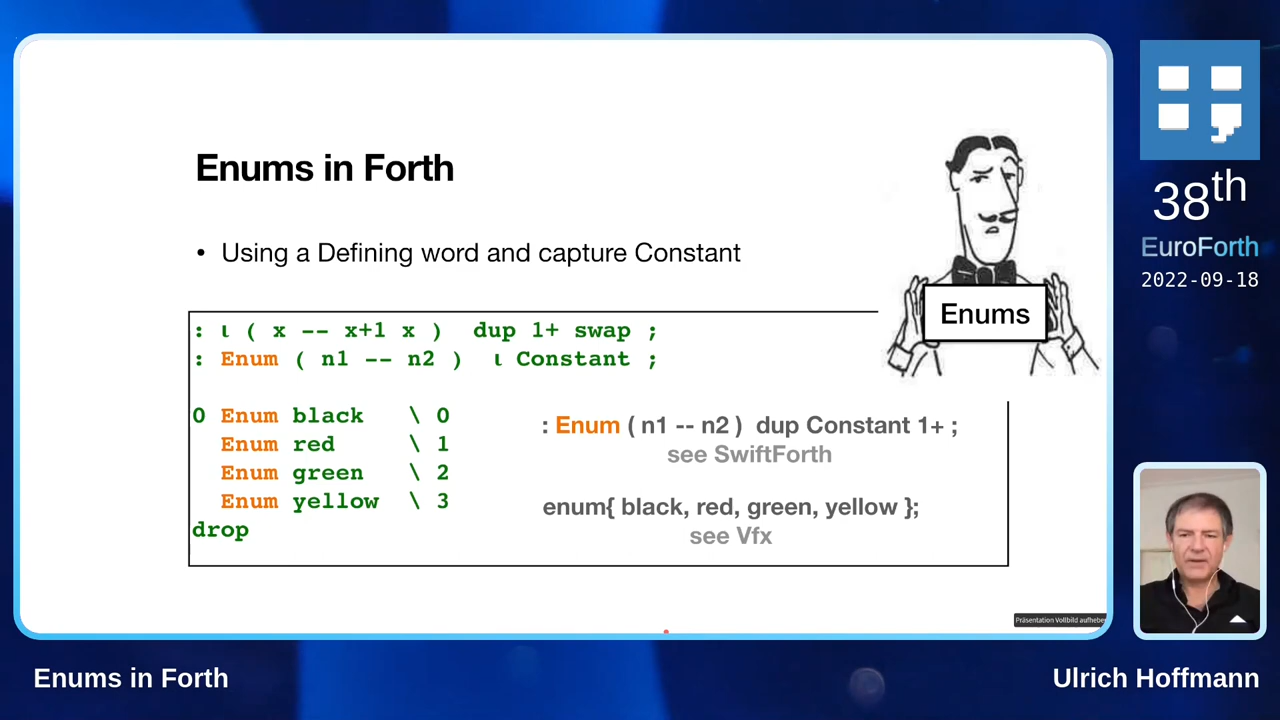 Enums in Forth
• Using a Defining word and capture Constant
Enums
: ι ( x -- x+1 x )  dup 1+ swap ;
: Enum ( n1 -- n2 )  ι Constant ;
0 Enum black   \ 0
Enum red     \ 1
Enum green   \ 2
Enum yellow  \ 3
drop
: Enum ( n1 -- n2 )  dup Constant 1+ ;
see SwiftForth
enum{ black, red, green, yellow };
see Vfx
38th
EuroForth
2022-09-18
Enums in Forth
Ulrich Hoffmann